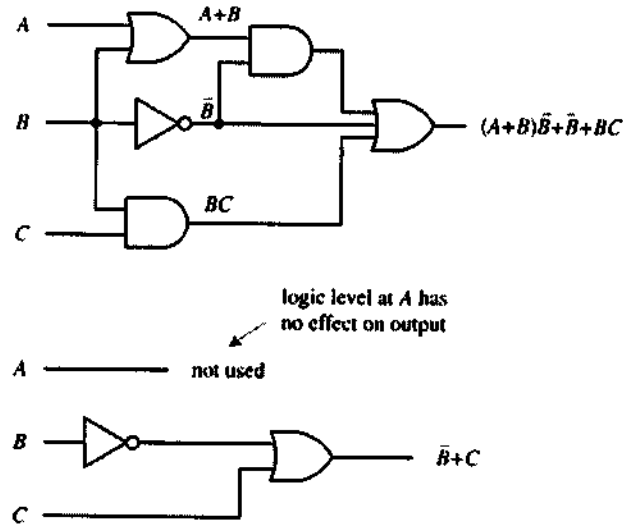 A
A+B
B
B̄
(A+B)B̄+B̄+BC
BC
C
logic level at A has
no effect on output
A
not used
B
B̄+C
C